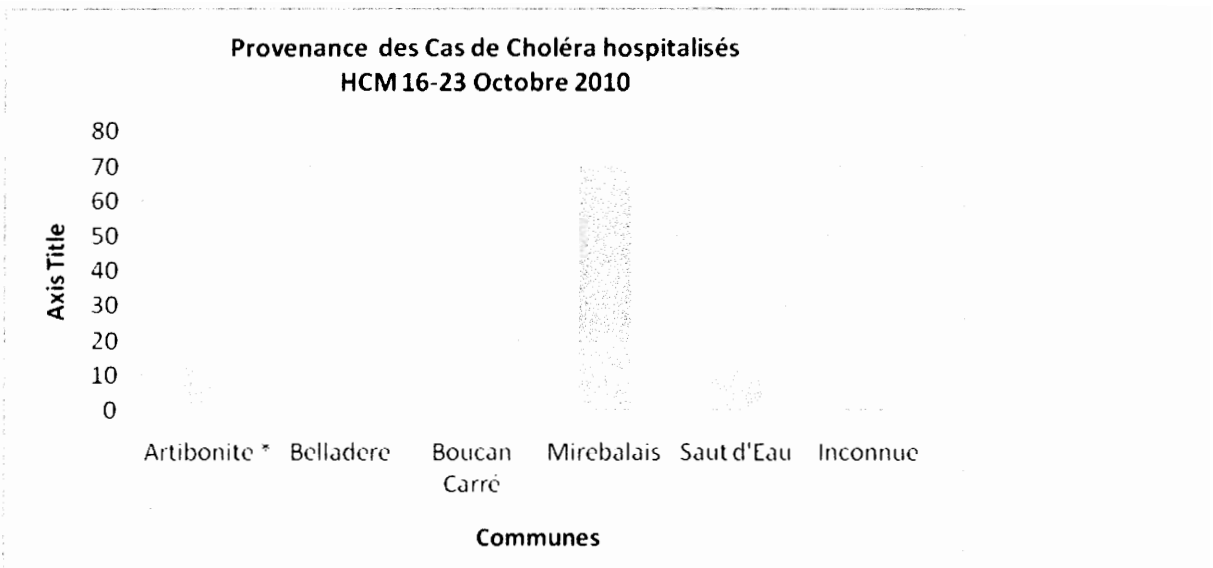 Provenance des Cas de Choléra hospitalisés
HCM 16-23 Octobre 2010
80
70
60
50
40
30
20
10
0
Axis Title
Artibonite * Belladere Boucan Carré Mirebalais Saut d'Eau Inconnue
Communes